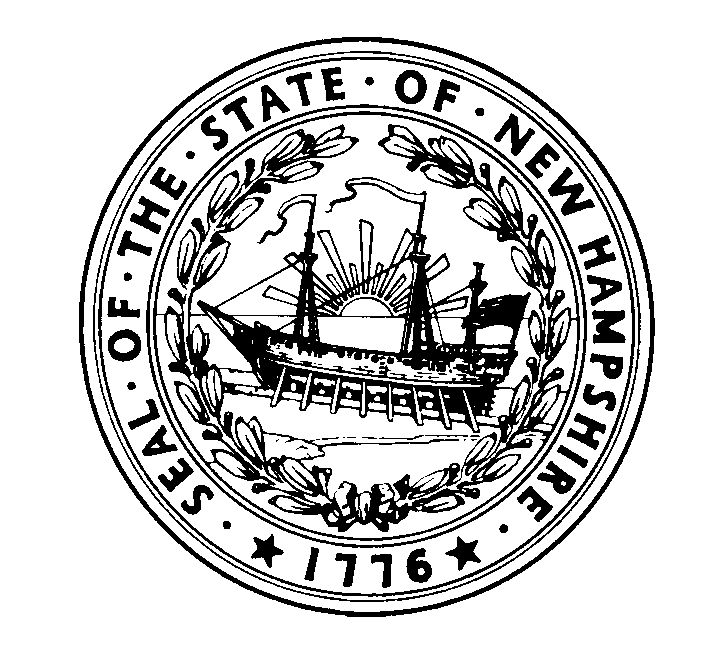 · SEAL · OF · THE · STATE · OF · NEW HAMPSHIRE ·
★ 1776 ★